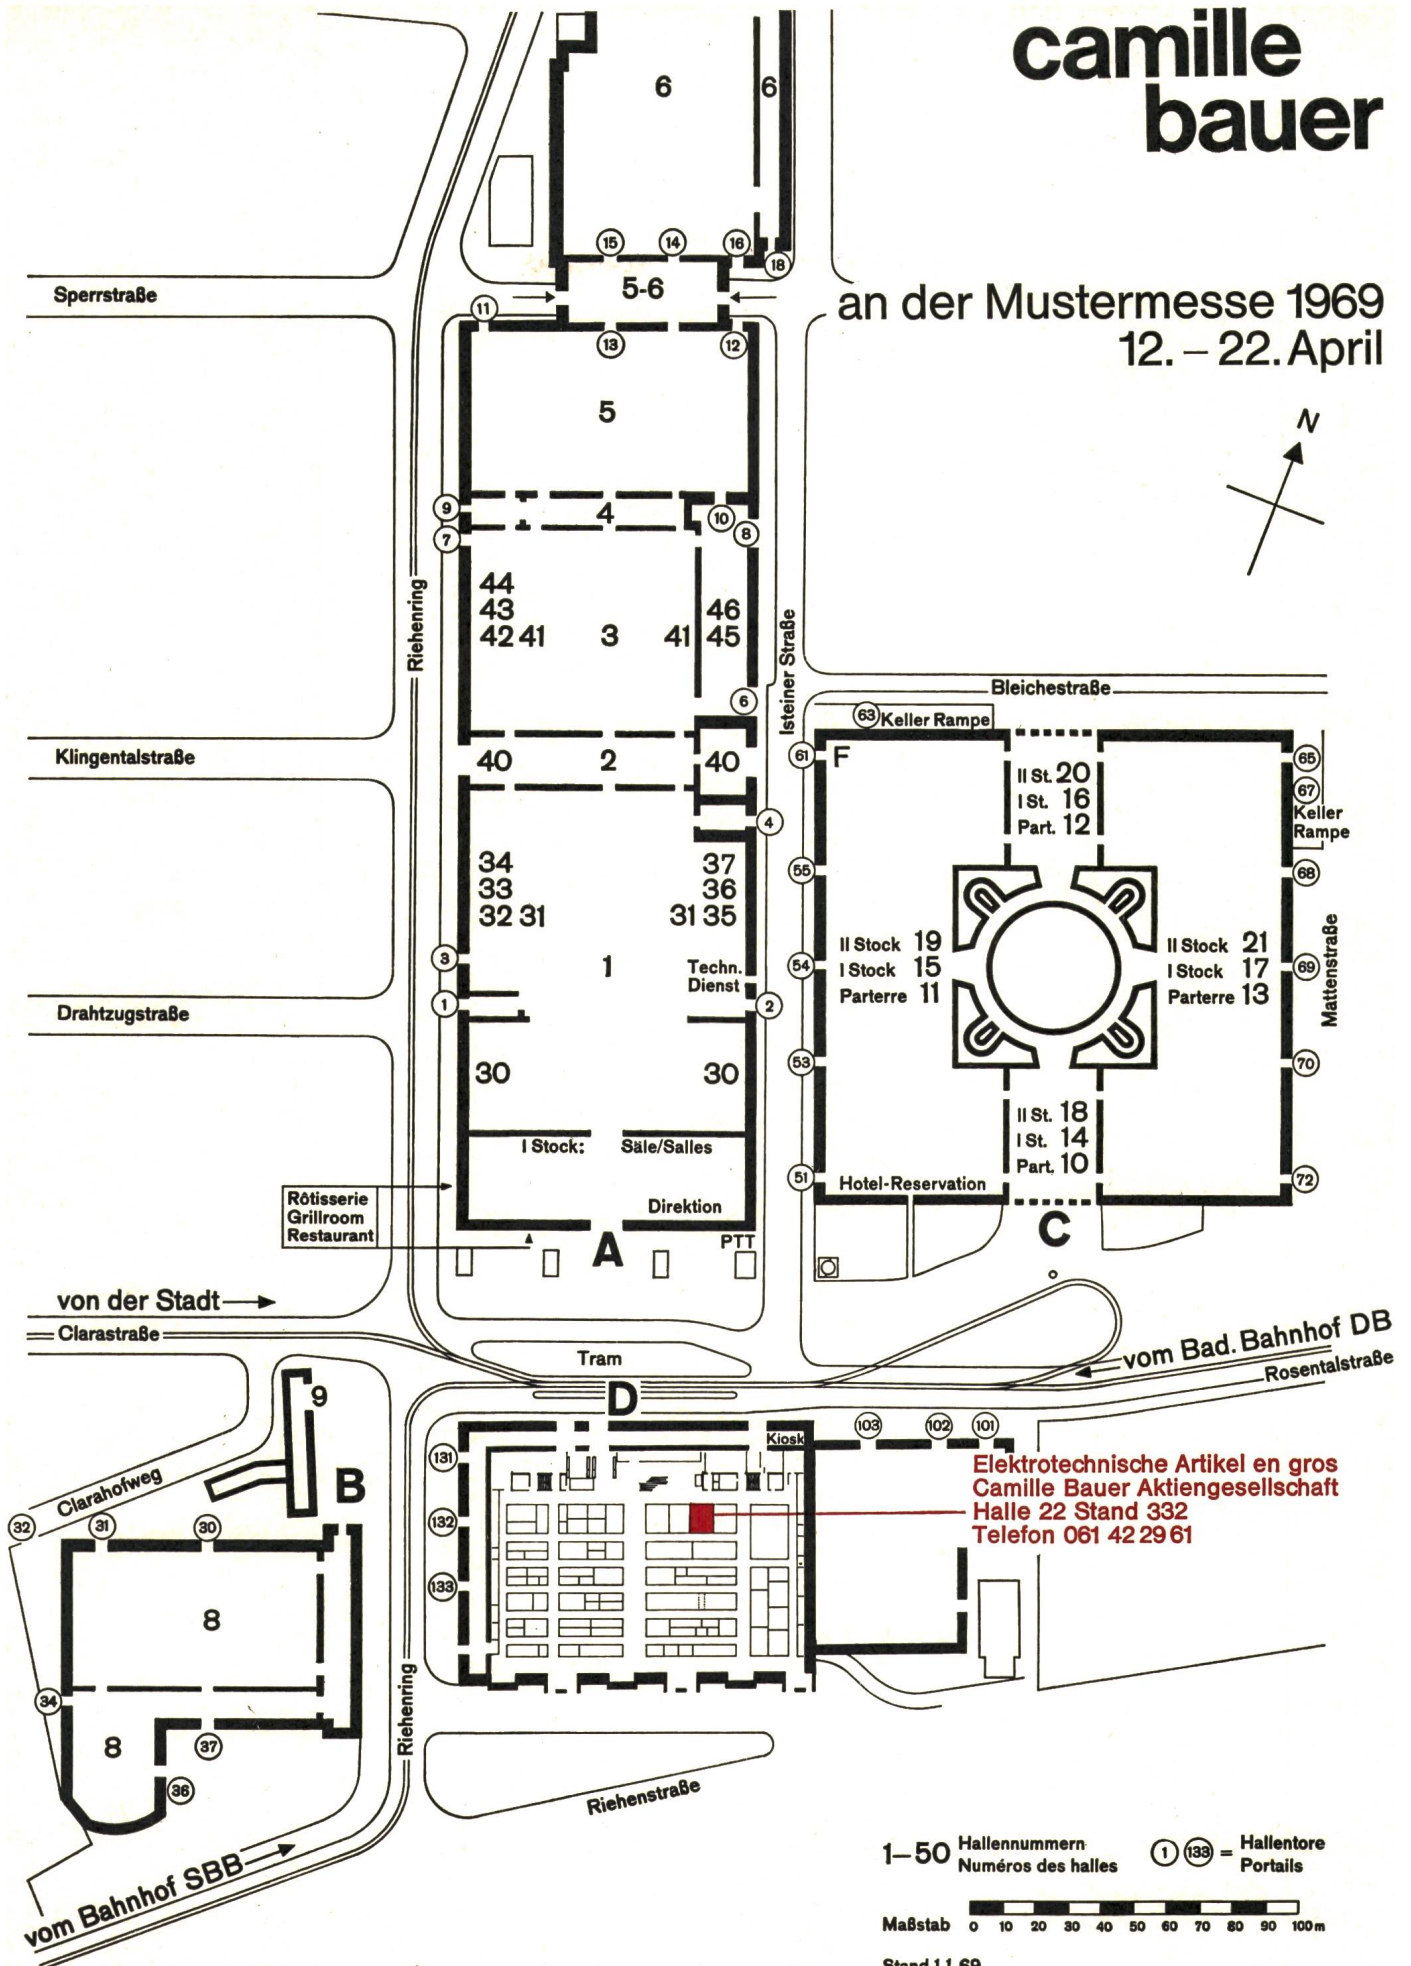 camille
bauer
an der Mustermesse 1969
12. – 22. April
N
6
6
15
14
16
18
5-6
11
13
12
Sperrstraße
5
9
4
10
7
8
44
43
42 41
3
41
46
45
Riehenring
Isteiner Straße
6
Bleichestraße
63
Keller Rampe
Klingentalstraße
40
2
40
61
F
65
67
Keller
Rampe
II St. 20
I St. 16
Part. 12
4
34
33
32 31
37
36
31 35
55
68
3
1
Techn.
Dienst
II Stock 19
I Stock 15
Parterre 11
II Stock 21
I Stock 17
Parterre 13
54
69
Mattenstraße
Drahtzugstraße
1
2
30
30
53
70
II St. 18
I St. 14
Part. 10
I Stock:
Säle/Salles
51
Hotel-Reservation
72
Rôtisserie
Grillroom
Restaurant
Direktion
A
PTT
C
von der Stadt
Clarastraße
Tram
D
vom Bad. Bahnhof DB
Rosentalstraße
9
B
Clarahofweg
131
Kiosk
103
102
101
Elektrotechnische Artikel en gros
Camille Bauer Aktiengesellschaft
Halle 22 Stand 332
Telefon 061 42 29 61
32
31
30
132
133
8
34
8
37
36
Riehenring
Riehenstraße
vom Bahnhof SBB
1–50 Hallennummern
Numéros des halles
1 133 = Hallentore
Portails
Maßstab 0 10 20 30 40 50 60 70 80 90 100m
Stand 1.1.69